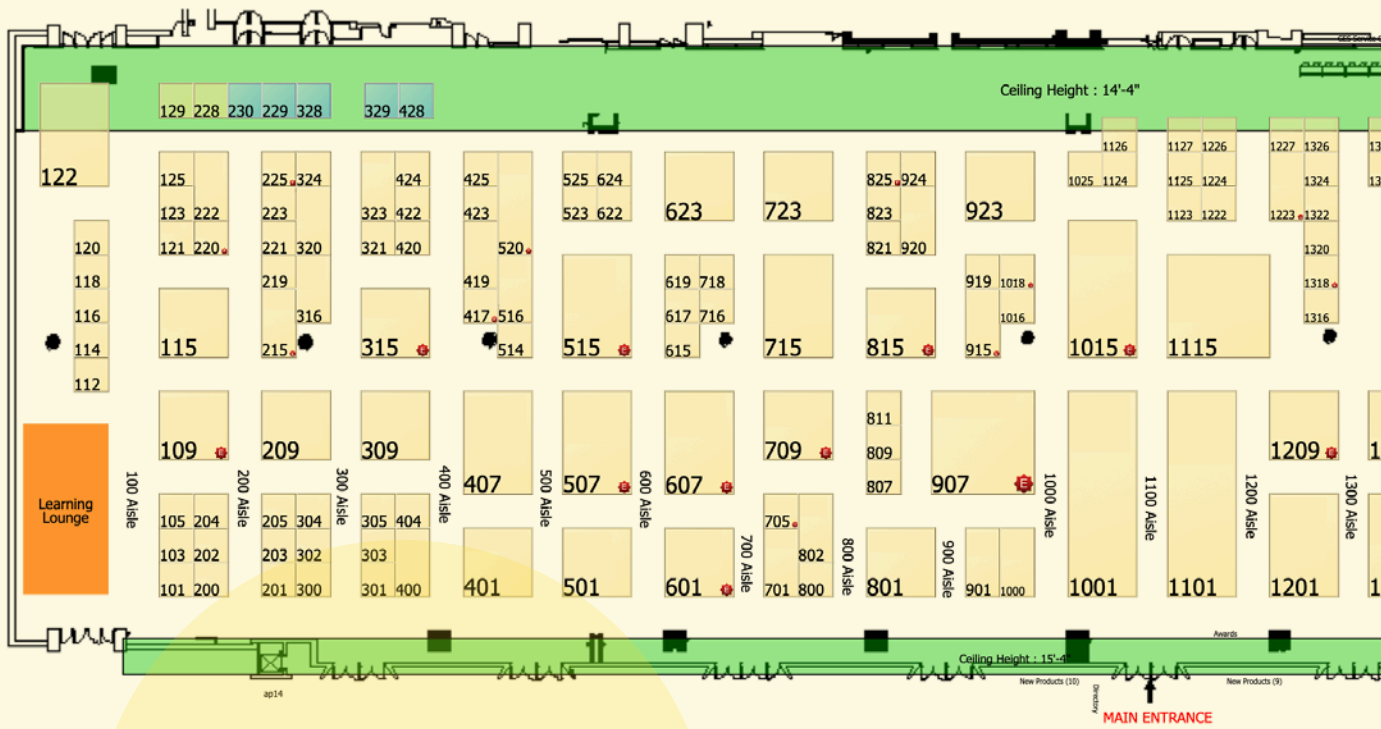 Ceiling Height : 14'-4"
129 228 230 229 328 329 428
1126 1127 1226 1227 1326
122 125 225 324 424 425 525 624 825 924 1025 1124 1125 1224 1324
123 222 223 323 422 423 523 622 623 723 823 923 1123 1222 1223 1322
120 121 220 221 320 321 420 520 821 920 1320
118 219 419 619 718 919 1018 1318
116 316 417 516 617 716 1016 1316
114 115 215 315 514 515 615 715 815 915 1015 1115
112
811
109 209 309 709 809 1209
407 507 607 807 907
Learning
Lounge
100 Aisle
200 Aisle
300 Aisle
400 Aisle
500 Aisle
600 Aisle
700 Aisle
800 Aisle
900 Aisle
1000 Aisle
1100 Aisle
1200 Aisle
1300 Aisle
105 204 205 304 305 404 705
103 202 203 302 303 802
101 200 201 300 301 400 401 501 601 701 800 801 901 1000 1001 1101 1201
Awards
Ceiling Height : 15'-4"
New Products (10)
New Products (9)
Directory
ap14
MAIN ENTRANCE